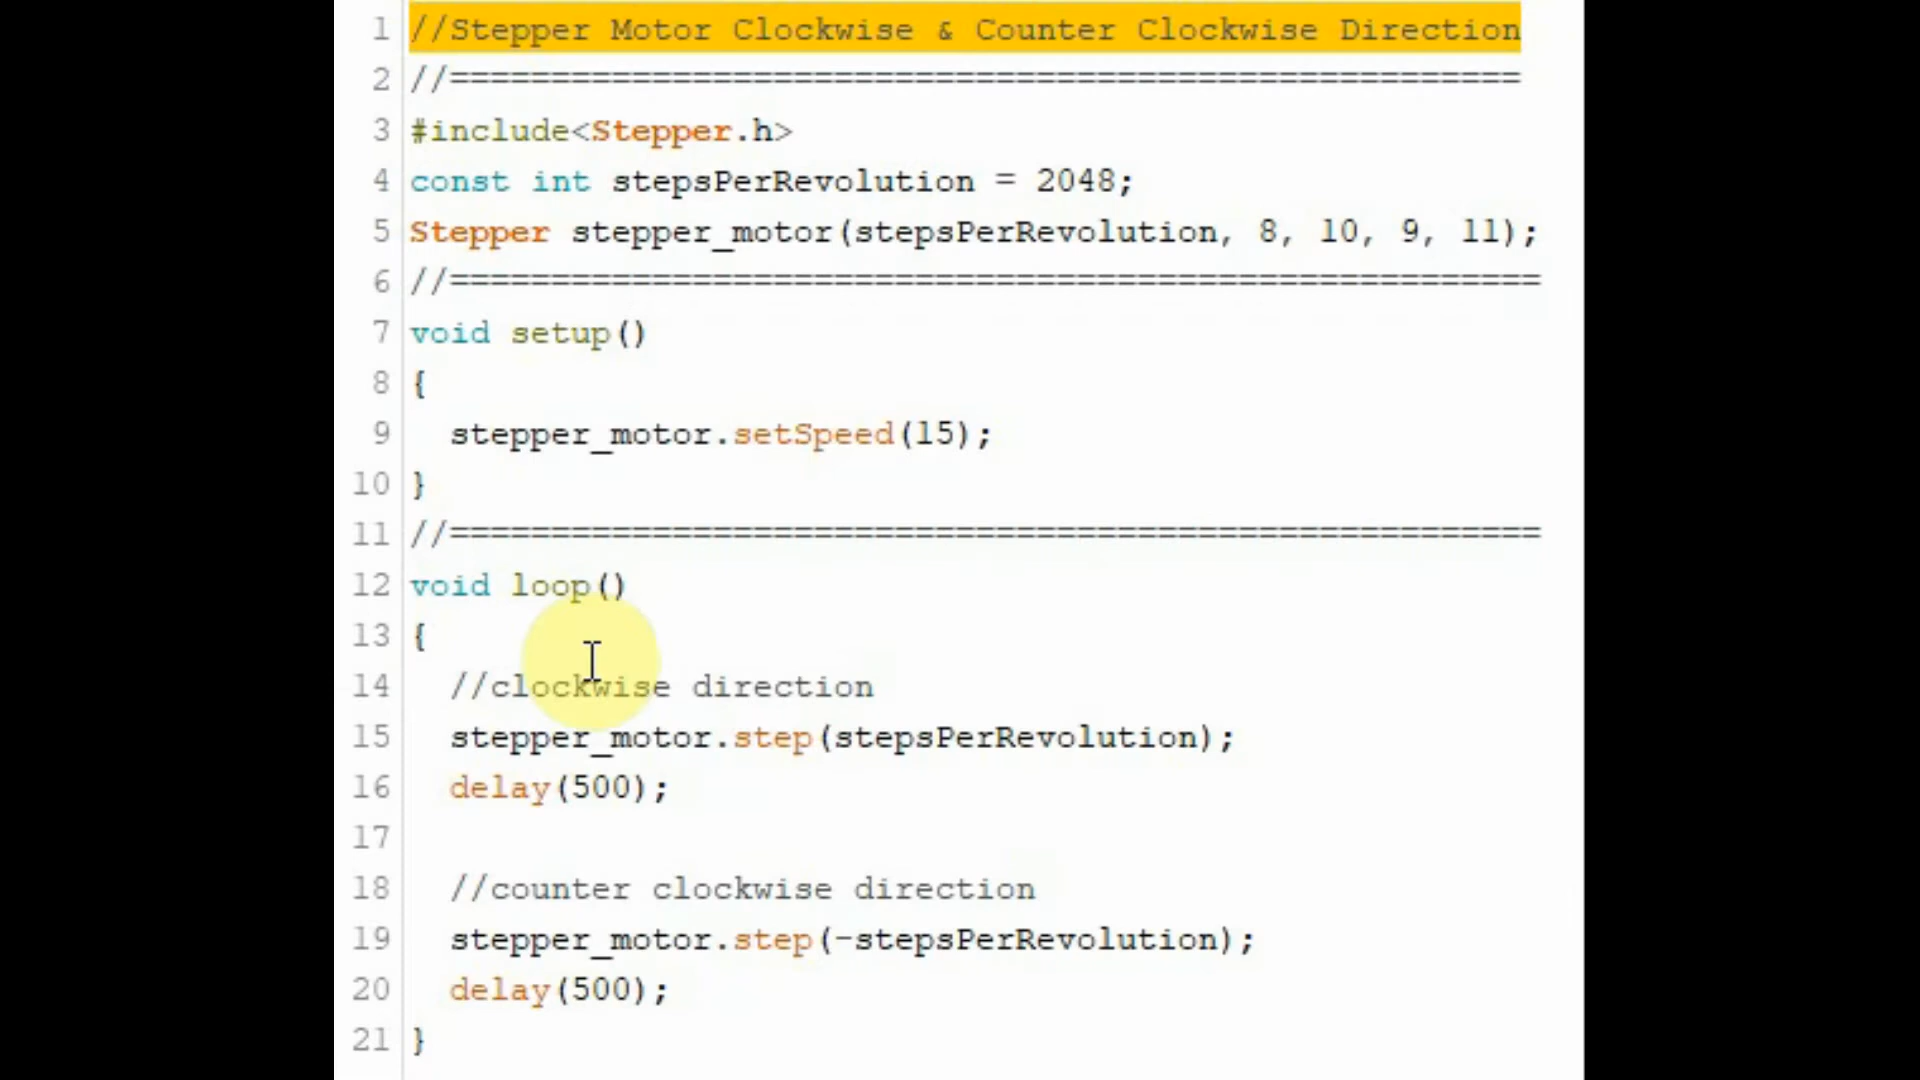 1 //Stepper Motor Clockwise & Counter Clockwise Direction
2 //=====================================================
3 #include<Stepper.h>
4 const int stepsPerRevolution = 2048;
5 Stepper stepper_motor(stepsPerRevolution, 8, 10, 9, 11);
6 //======================================================
7 void setup()
8 {
9   stepper_motor.setSpeed(15);
10 }
11 //======================================================
12 void loop()
13 {
14   //clockwise direction
15   stepper_motor.step(stepsPerRevolution);
16   delay(500);
17
18   //counter clockwise direction
19   stepper_motor.step(-stepsPerRevolution);
20   delay(500);
21 }